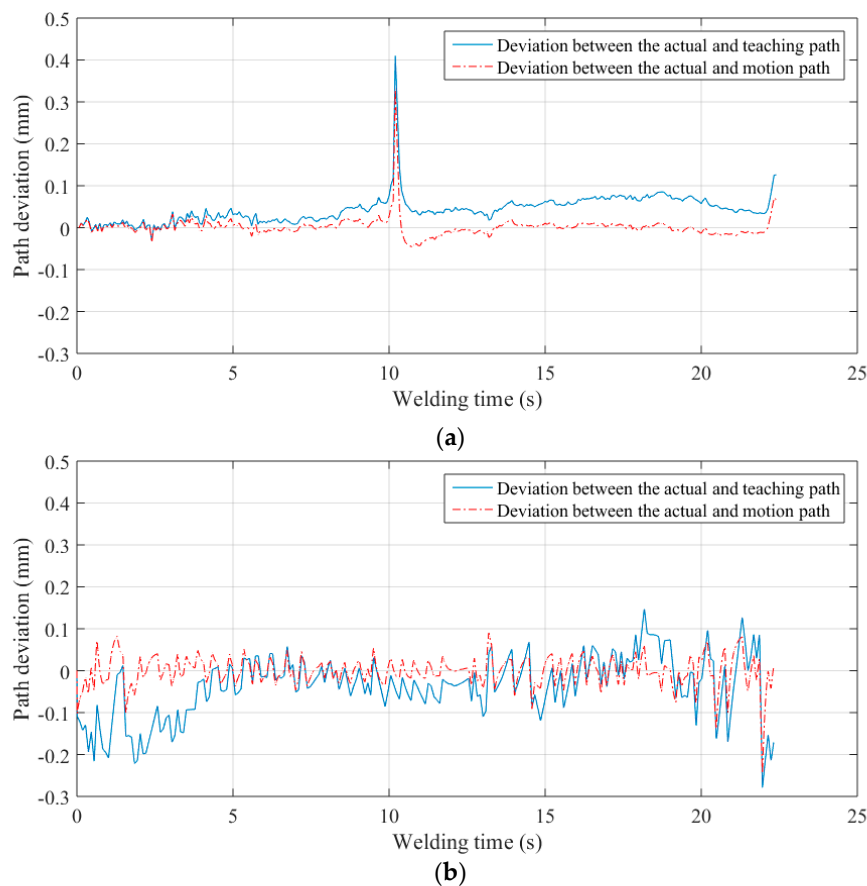 0.5
0.4
0.3
0.2
0.1
0
-0.1
-0.2
-0.3
Path deviation (mm)
Deviation between the actual and teaching path
Deviation between the actual and motion path
0 5 10 15 20 25
Welding time (s)
(a)
0.5
0.4
0.3
0.2
0.1
0
-0.1
-0.2
-0.3
Path deviation (mm)
Deviation between the actual and teaching path
Deviation between the actual and motion path
0 5 10 15 20 25
Welding time (s)
(b)